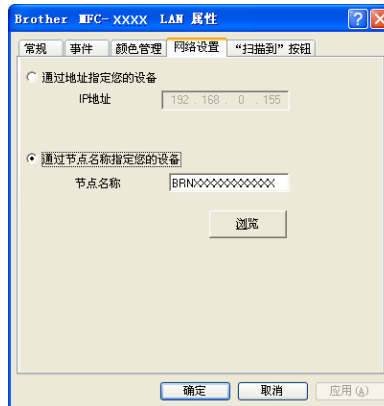 Brother MFC-XXXX LAN 属性
常规 事件 颜色管理 网络设置 “扫描到”按钮
通过地址指定您的设备
IP地址 192 . 168 . 0 . 155
通过节点名称指定您的设备
节点名称 BRNXXXXXXXXXXXX
浏览
确定 取消 应用(A)